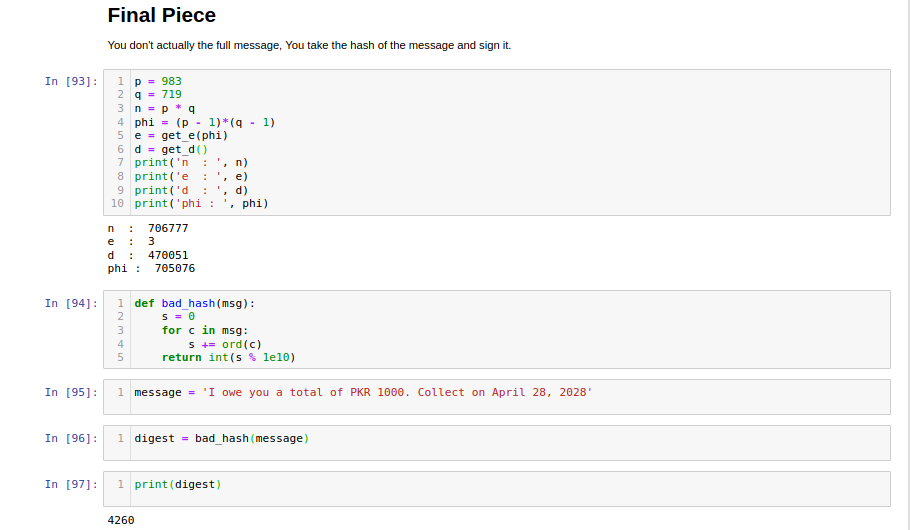 Final Piece
You don't actually the full message, You take the hash of the message and sign it.
In [93]:
1 p = 983
2 q = 719
3 n = p * q
4 phi = (p - 1)*(q - 1)
5 e = get_e(phi)
6 d = get_d()
7 print('n  : ', n)
8 print('e  : ', e)
9 print('d  : ', d)
10 print('phi : ', phi)
n  :  706777
e  :  3
d  :  470051
phi :  705076
In [94]:
1 def bad_hash(msg):
2     s = 0
3     for c in msg:
4         s += ord(c)
5     return int(s % 1e10)
In [95]:
1 message = 'I owe you a total of PKR 1000. Collect on April 28, 2028'
In [96]:
1 digest = bad_hash(message)
In [97]:
1 print(digest)
4260